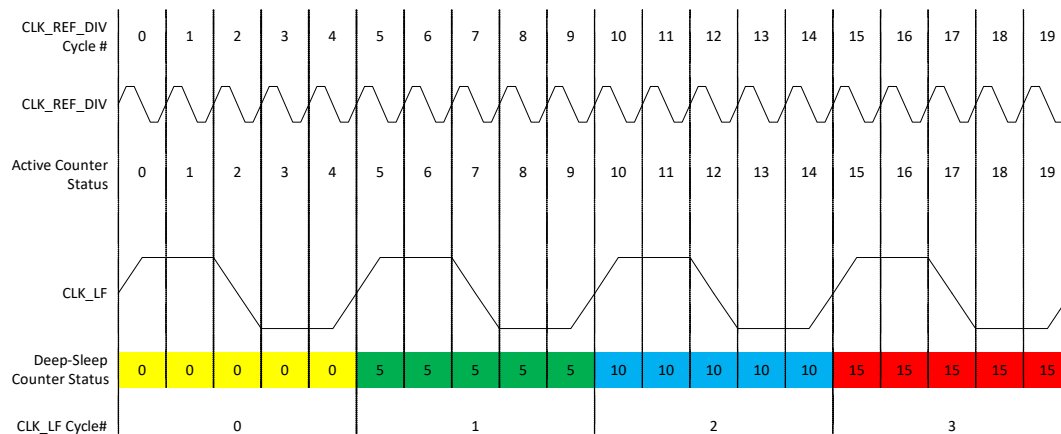 CLK_REF_DIV
Cycle #
0 1 2 3 4 5 6 7 8 9 10 11 12 13 14 15 16 17 18 19
CLK_REF_DIV
Active Counter
Status
0 1 2 3 4 5 6 7 8 9 10 11 12 13 14 15 16 17 18 19
CLK_LF
Deep-Sleep
Counter Status
0 0 0 0 0 5 5 5 5 5 10 10 10 10 10 15 15 15 15 15
CLK_LF Cycle# 0 1 2 3